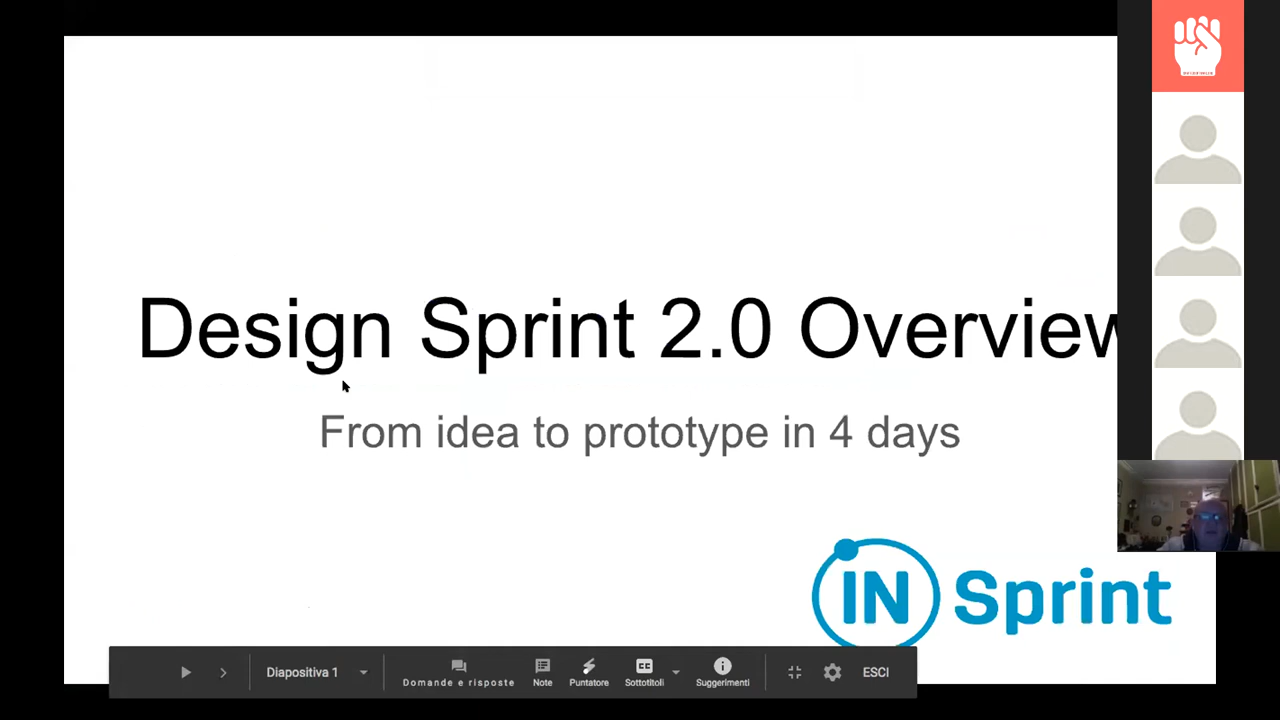 Design Sprint 2.0 Overview
From idea to prototype in 4 days
IN Sprint
Diapositiva 1
Domande e risposte
Note
Puntatore
Sottotitoli
Suggerimenti
ESCI